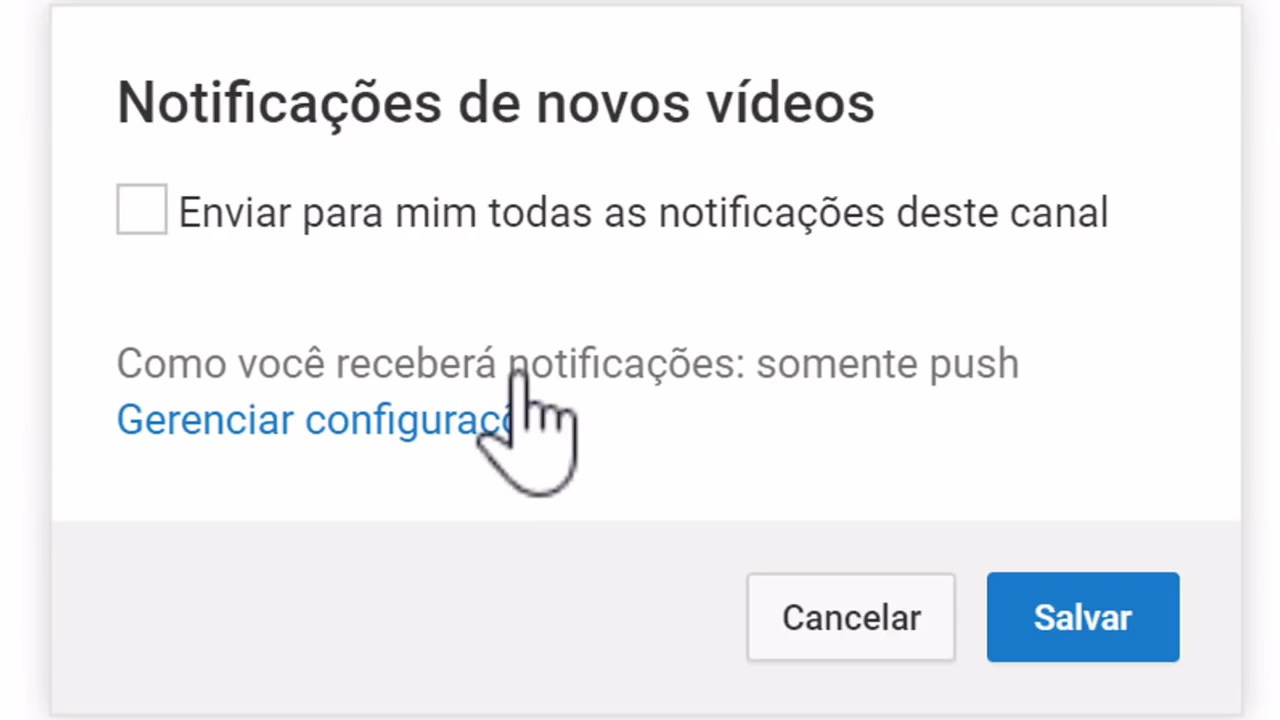 Notificações de novos vídeos
Enviar para mim todas as notificações deste canal
Como você receberá notificações: somente push
Gerenciar
Cancelar
Salvar